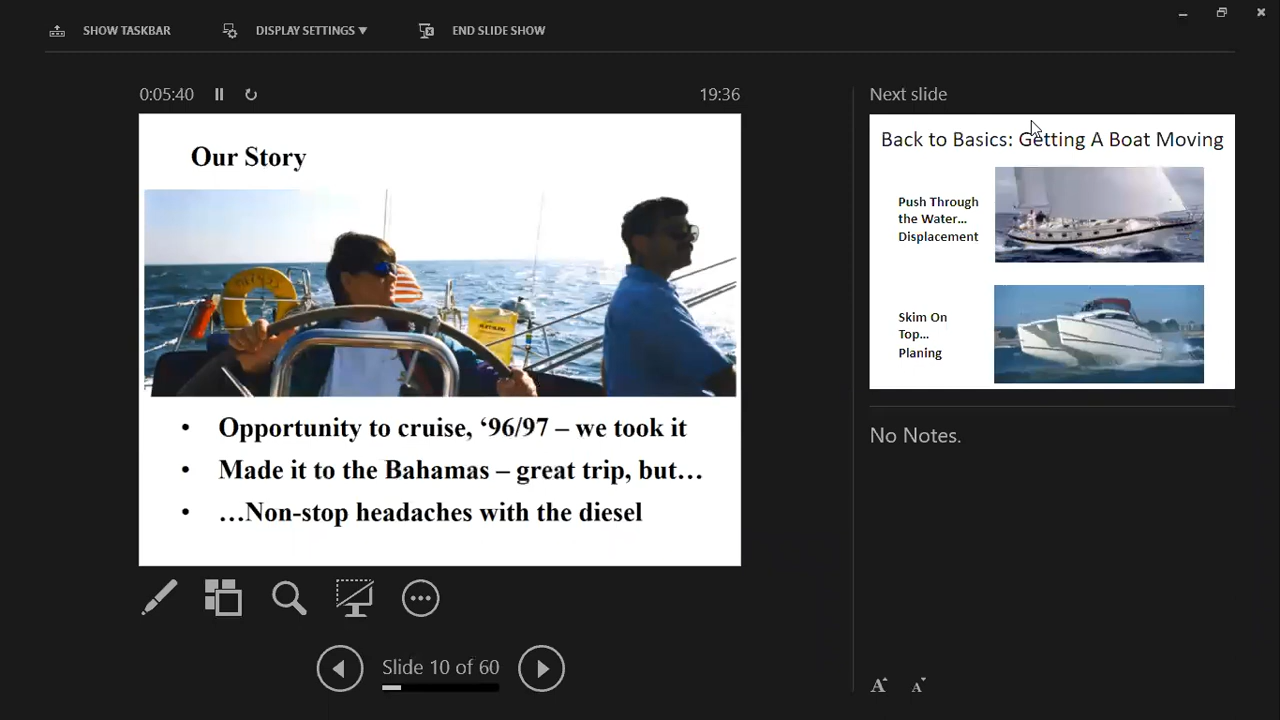 SHOW TASKBAR
DISPLAY SETTINGS ▼
END SLIDE SHOW
0:05:40
19:36
Our Story
• Opportunity to cruise, ‘96/97 – we took it
• Made it to the Bahamas – great trip, but…
• …Non-stop headaches with the diesel
Slide 10 of 60
Next slide
Back to Basics: Getting A Boat Moving
Push Through
the Water…
Displacement
Skim On
Top…
Planing
No Notes.
A A